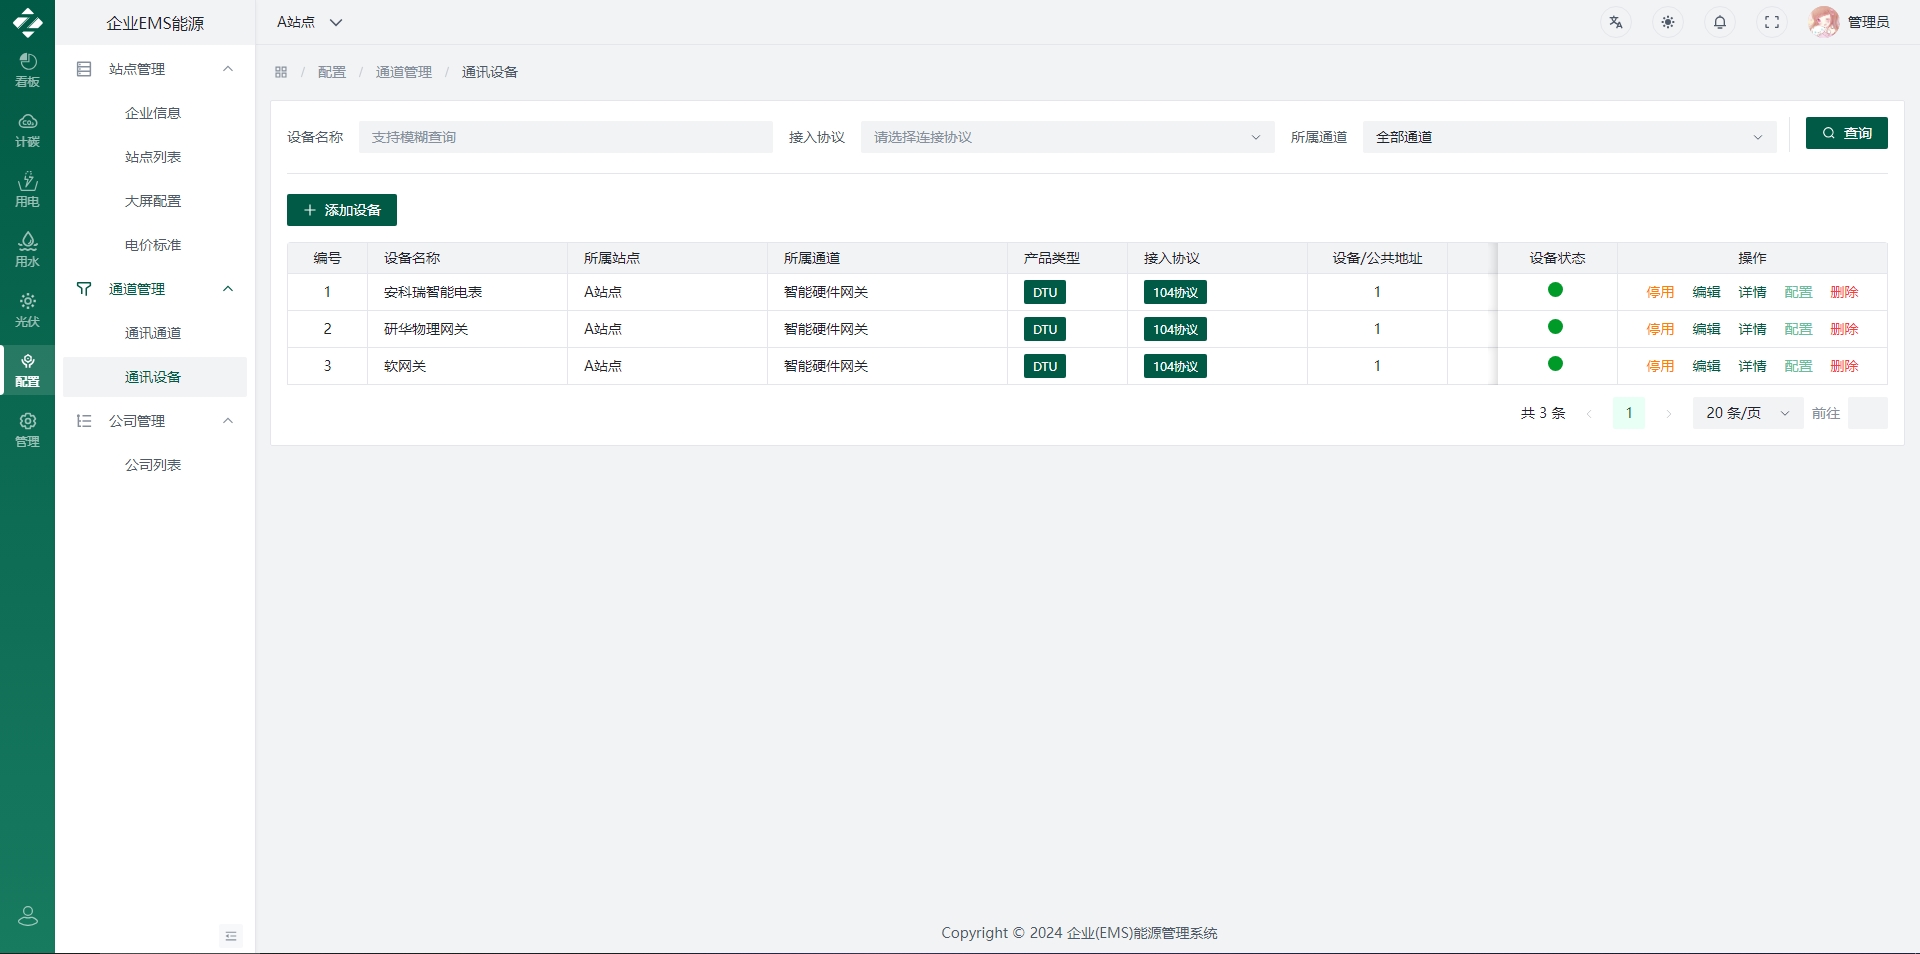 企业EMS能源
A站点
管理员
看板
计碳
用电
用水
光伏
配置
管理
站点管理
企业信息
站点列表
大屏配置
电价标准
通道管理
通讯通道
通讯设备
公司管理
公司列表
配置 / 通道管理 / 通讯设备
设备名称 支持模糊查询 接入协议 请选择连接协议 所属通道 全部通道 查询
添加设备
编号 设备名称 所属站点 所属通道 产品类型 接入协议 设备/公共地址 设备状态 操作
1 安科瑞智能电表 A站点 智能硬件网关 DTU 104协议 1 停用 编辑 详情 配置 删除
2 研华物理网关 A站点 智能硬件网关 DTU 104协议 1 停用 编辑 详情 配置 删除
3 软网关 A站点 智能硬件网关 DTU 104协议 1 停用 编辑 详情 配置 删除
共 3 条 1 20 条/页 前往
Copyright © 2024 企业(EMS)能源管理系统